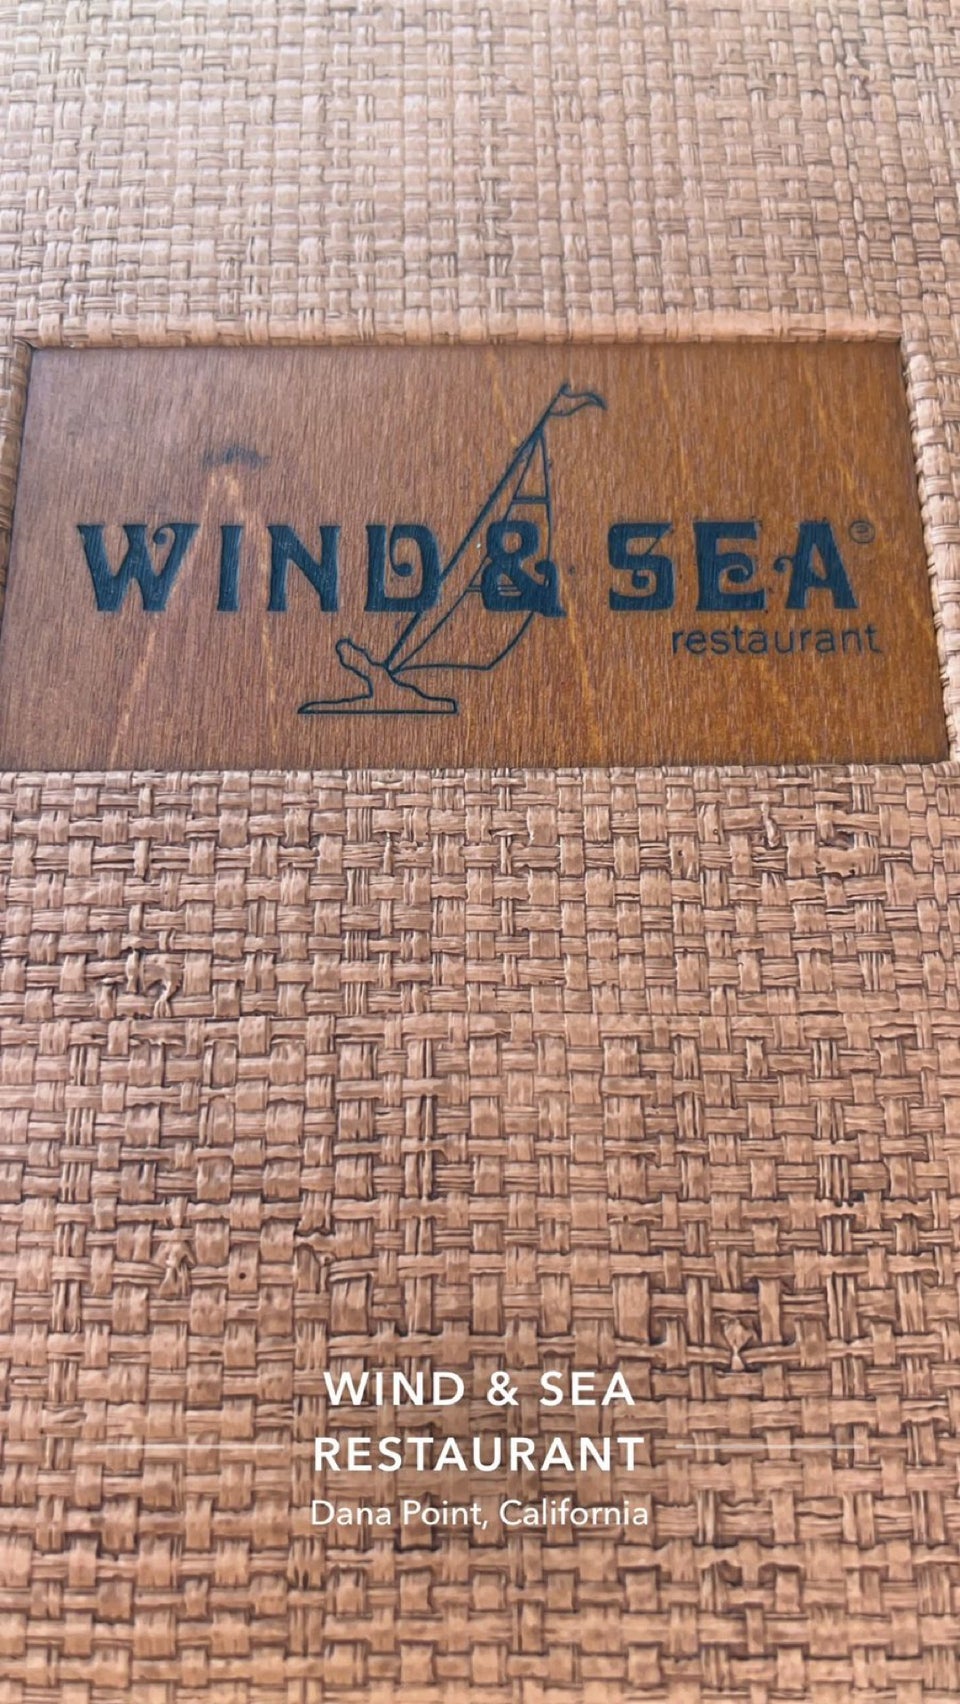 WIND & SEA®
restaurant
WIND & SEA
RESTAURANT
Dana Point, California